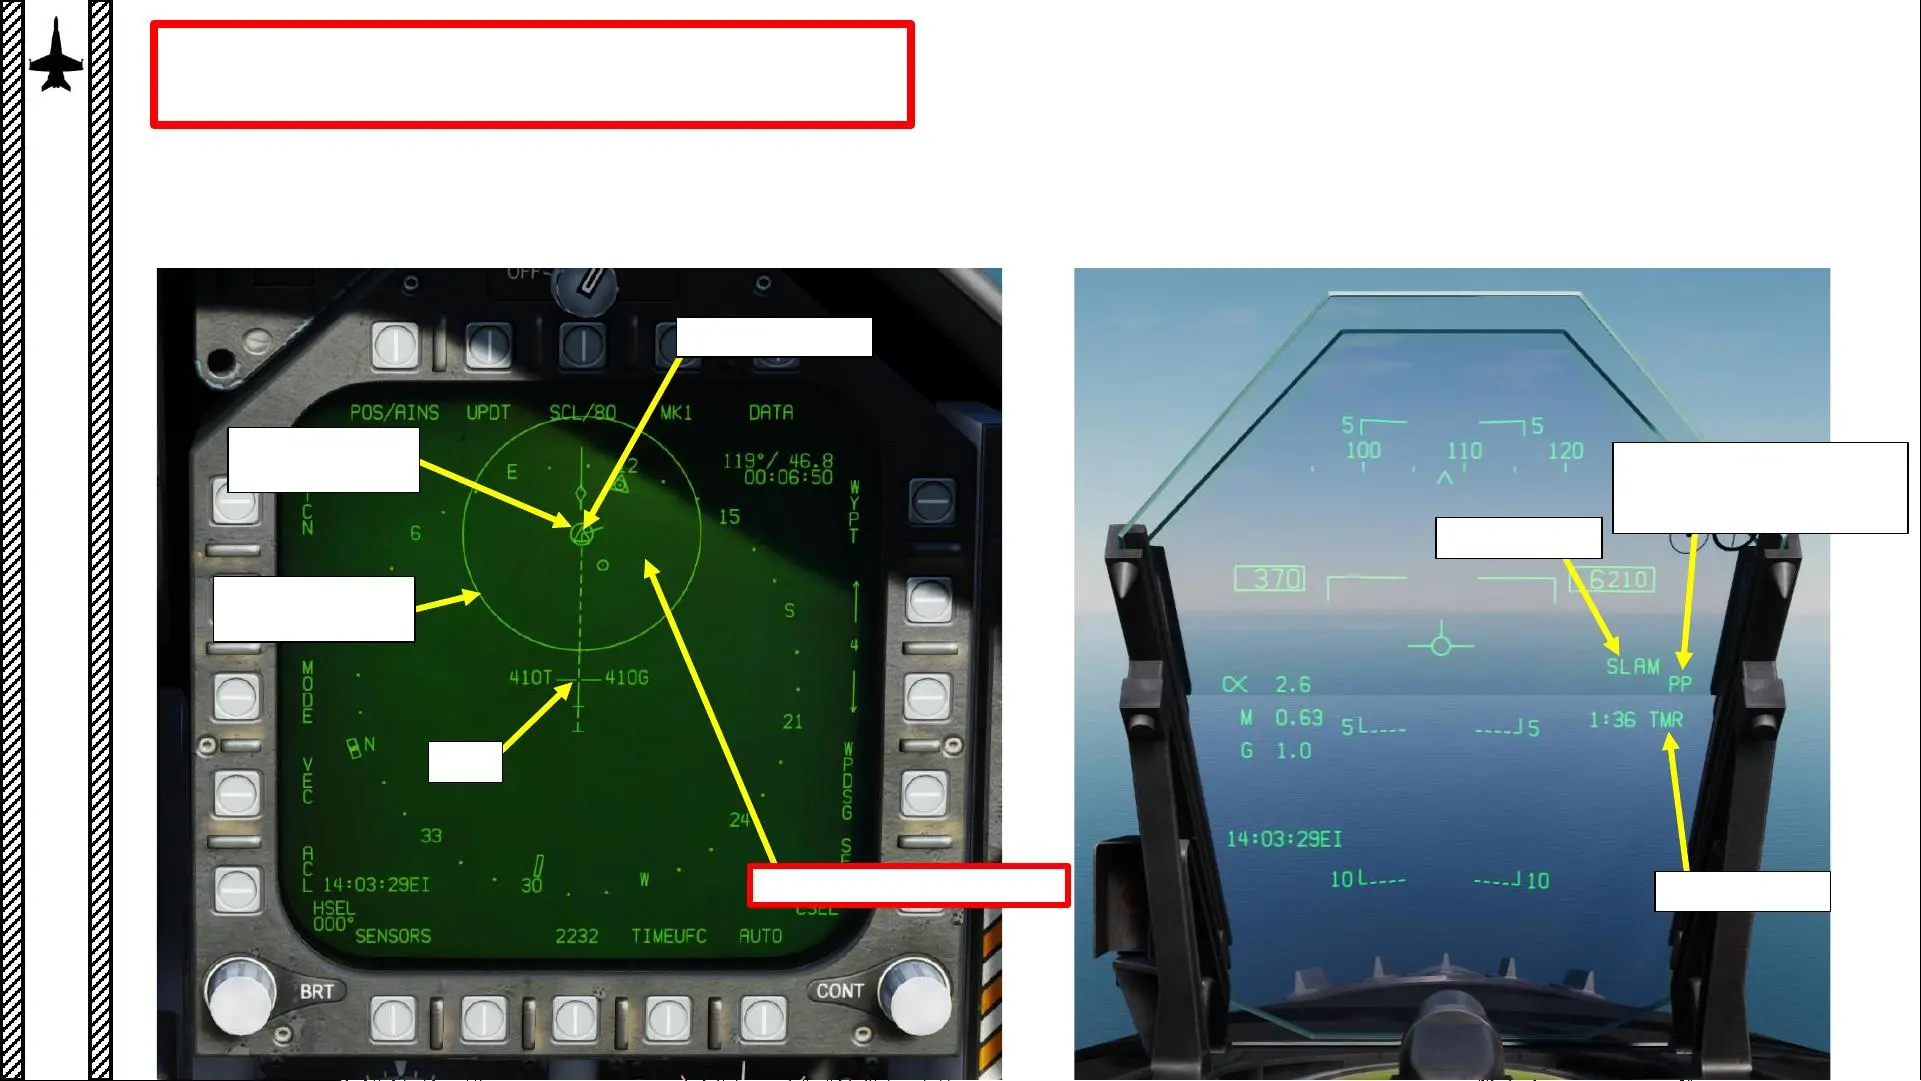 OFF
POS/AINS UPDT SCL/80 MK1 DATA
119°/ 46.8
00:06:50
E 12
WYPT
CN
6 15
S
4
410T 410G
MODE
21
N
WPDSG
VEC
24
33
ACL
14:03:29EI 30 W
HSEL
000°
SENSORS 2232 TIMEUFC AUTO
BRT CONT
5 5
100 110 120
370 6210
SLAM
PP
α 2.6
M 0.63
G 1.0
1:36 TMR
5 5
14:03:29EI
10 10